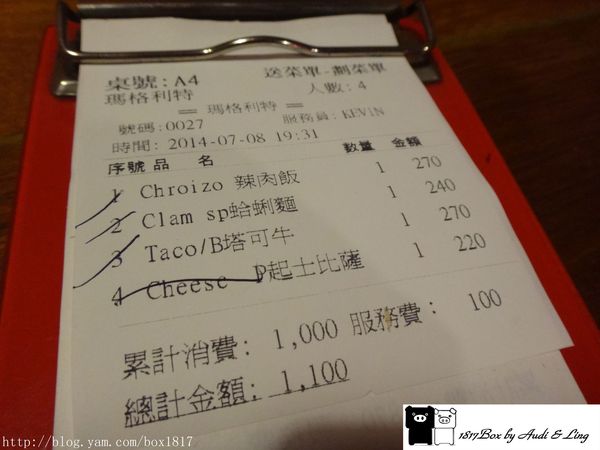 送菜單-劃菜單
桌號:A4
人數:4
瑪格利特
== 瑪格利特 ==
號碼:0027
服務員:KEVIN
時間: 2014-07-08 19:31
序號 品 名 數量 金額
1 Chroizo 辣肉飯 1 270
2 Clam sp蛤蜊麵 1 240
3 Taco/B塔可牛 1 270
4 Cheese P起士比薩 1 220
累計消費: 1,000 服務費: 100
總計金額: 1,100
http://blog.yam.com/box1817
1817Box by Audi & Ling